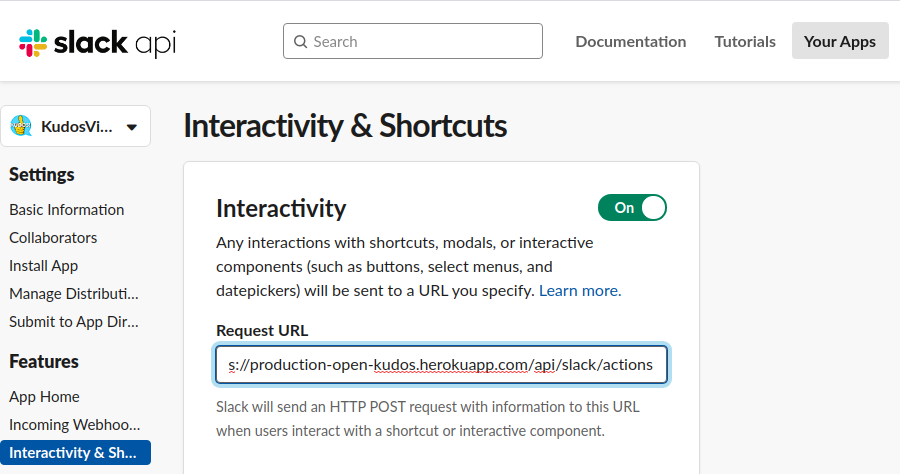 slack api
Search
Documentation
Tutorials
Your Apps
KudosVi...
Interactivity & Shortcuts
Settings
Basic Information
Collaborators
Install App
Manage Distributi...
Submit to App Dir...
Features
App Home
Incoming Webhoo...
Interactivity & Sh...
Interactivity
On
Any interactions with shortcuts, modals, or interactive
components (such as buttons, select menus, and
datepickers) will be sent to a URL you specify. Learn more.
Request URL
s://production-open-kudos.herokuapp.com/api/slack/actions
Slack will send an HTTP POST request with information to this URL
when users interact with a shortcut or interactive component.